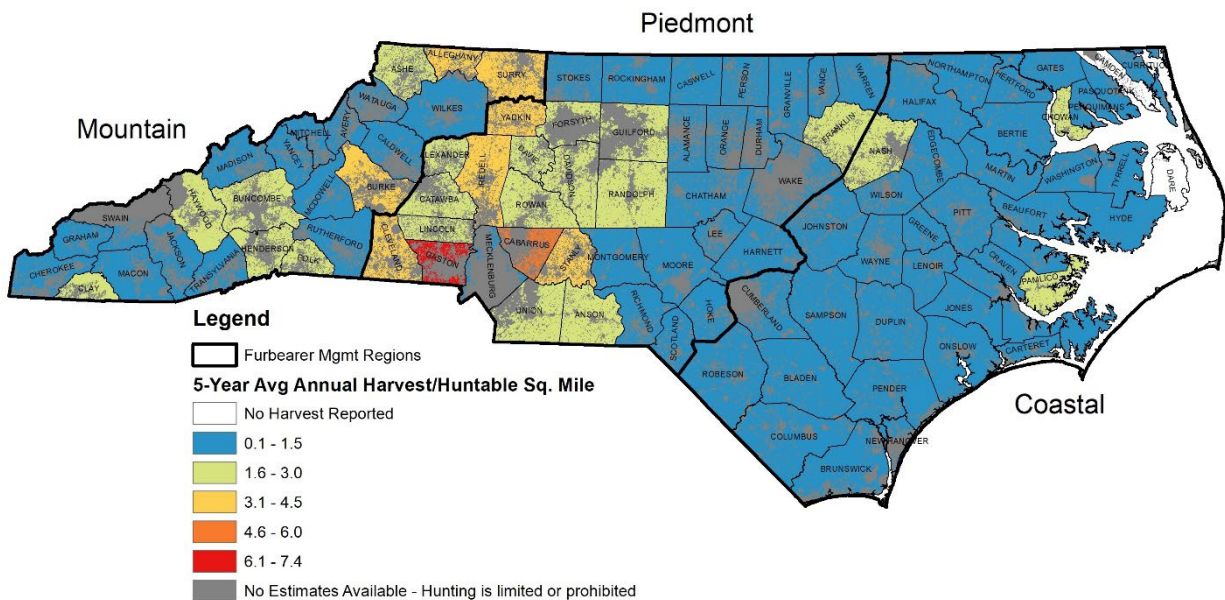 Piedmont
Mountain
Coastal
ASHE
ALLEGHANY
SURRY
STOKES
ROCKINGHAM
CASWELL
PERSON
GRANVILLE
VANCE
WARREN
NORTHAMPTON
HERTFORD
GATES
CAMDEN
CURRITUCK
PASQUOTANK
PERQUIMANS
CHOWAN
HALIFAX
BERTIE
WATAUGA
WILKES
YADKIN
FORSYTH
GUILFORD
ALAMANCE
ORANGE
DURHAM
FRANKLIN
NASH
EDGECOMBE
MARTIN
WASHINGTON
TYRRELL
DARE
MITCHELL
AVERY
YANCEY
MADISON
CALDWELL
ALEXANDER
IREDELL
DAVIE
DAVIDSON
RANDOLPH
CHATHAM
WAKE
WILSON
PITT
BEAUFORT
HYDE
BURKE
MCDOWELL
CATAWBA
ROWAN
BUNCOMBE
HAYWOOD
SWAIN
GRAHAM
JACKSON
RUTHERFORD
CLEVELAND
LINCOLN
GASTON
MECKLENBURG
CABARRUS
STANLY
MONTGOMERY
MOORE
LEE
HARNETT
JOHNSTON
WAYNE
GREENE
LENOIR
CRAVEN
PAMLICO
CHEROKEE
CLAY
MACON
TRANSYLVANIA
HENDERSON
POLK
UNION
ANSON
RICHMOND
SCOTLAND
HOKE
CUMBERLAND
SAMPSON
DUPLIN
JONES
ONSLOW
CARTERET
ROBESON
BLADEN
PENDER
COLUMBUS
NEW HANOVER
BRUNSWICK
Legend
Furbearer Mgmt Regions
5-Year Avg Annual Harvest/Huntable Sq. Mile
No Harvest Reported
0.1 - 1.5
1.6 - 3.0
3.1 - 4.5
4.6 - 6.0
6.1 - 7.4
No Estimates Available - Hunting is limited or prohibited